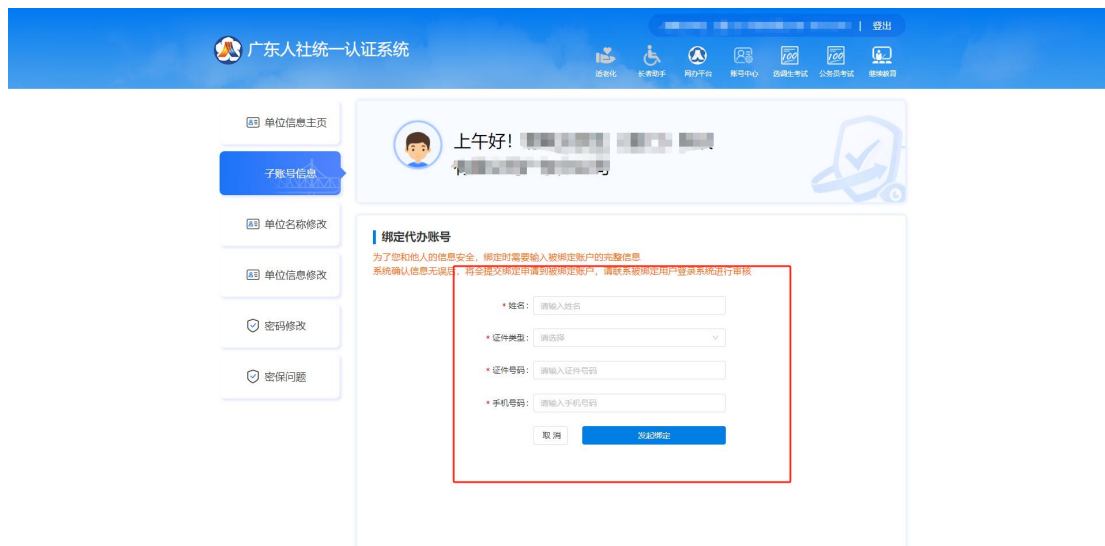 登出
广东人社统一认证系统
适老化 长者助手 网办平台 账号中心 选调生考试 公务员考试 继续教育
单位信息主页
子账号信息
单位名称修改
单位信息修改
密码修改
密保问题
上午好!
绑定代办账号
为了您和他人的信息安全，绑定时需要输入被绑定账户的完整信息
系统确认信息无误后，将会提交绑定申请到被绑定账户，请联系被绑定用户登录系统进行审核
* 姓名： 请输入姓名
* 证件类型： 请选择
* 证件号码： 请输入证件号码
* 手机号码： 请输入手机号码
取 消 发起绑定